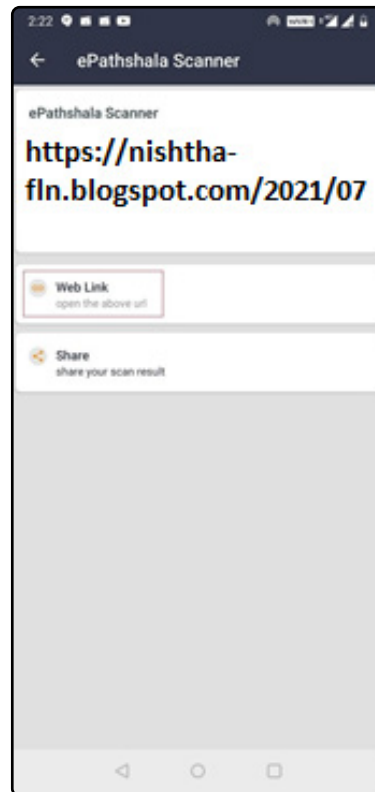 2:22
ePathshala Scanner
ePathshala Scanner
https://nishtha-
fln.blogspot.com/2021/07
Web Link
open the above url
Share
share your scan result